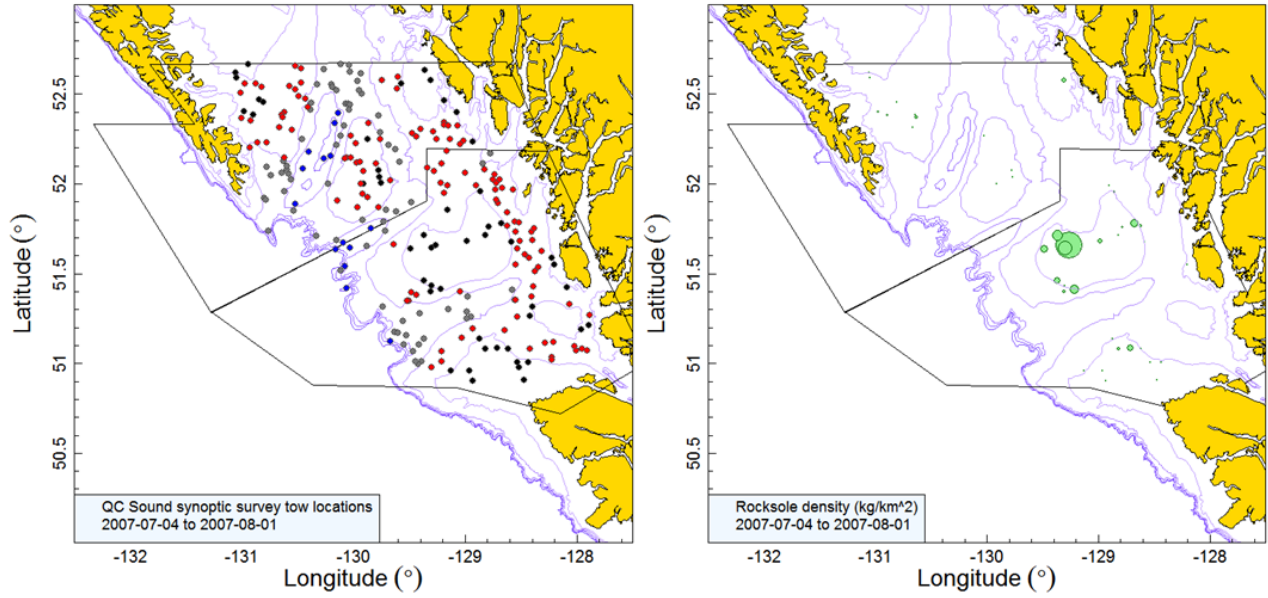 52.5
52
51.5
51
50.5
Latitude (°)
QC Sound synoptic survey tow locations
2007-07-04 to 2007-08-01
-132
-131
-130
-129
-128
Longitude (°)
52.5
52
51.5
51
50.5
Latitude (°)
Rocksole density (kg/km^2)
2007-07-04 to 2007-08-01
-132
-131
-130
-129
-128
Longitude (°)